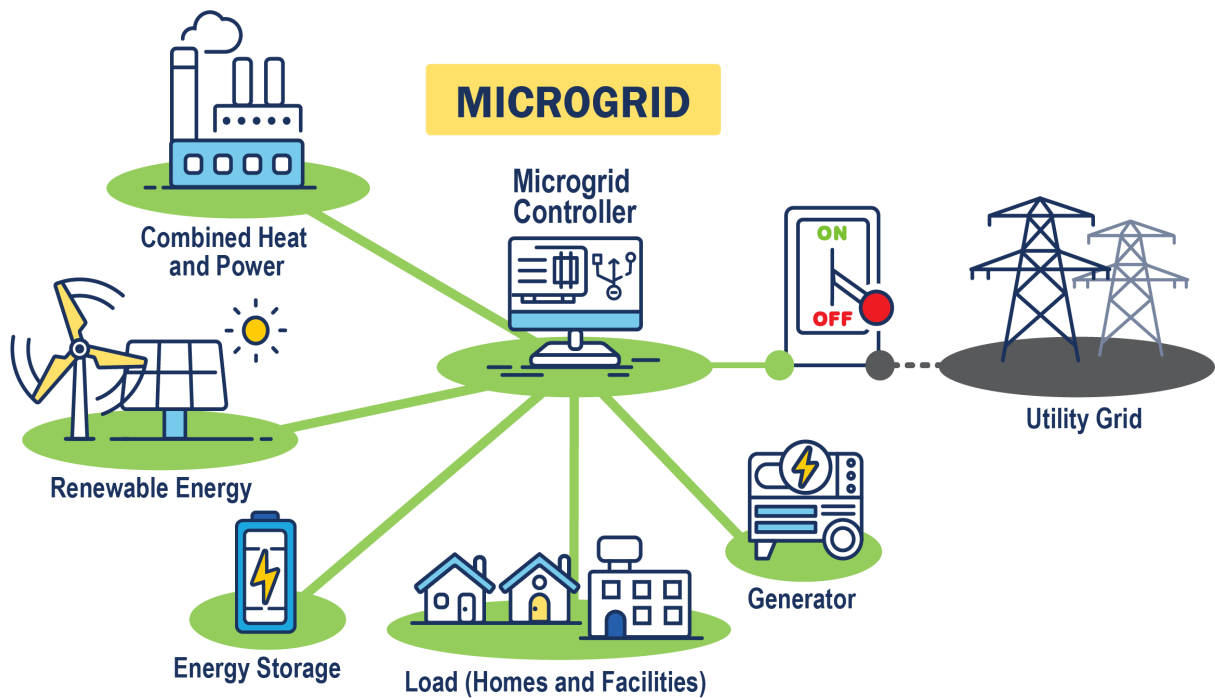 MICROGRID
Combined Heat
and Power
Microgrid
Controller
ON
OFF
Utility Grid
Renewable Energy
Energy Storage
Load (Homes and Facilities)
Generator